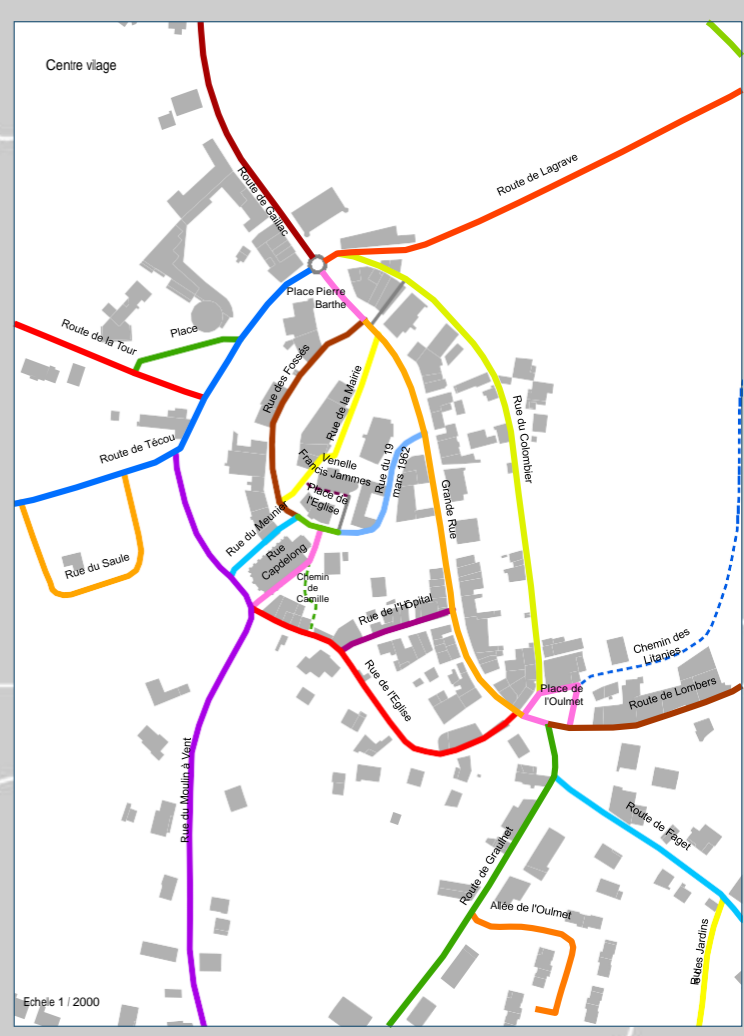 Centre vilage
Route de Gaillac
Route de Lagrave
Place Pierre
Barthe
Route de la Tour
Place
Rue des Fossés
Rue de la Mairie
Rue du Colombier
Route de Técou
Venelle
Francis Jammes
Rue du 19
mars 1962
Grande Rue
Place de
l'Eglise
Rue du Meunier
Rue
Capdelong
Rue du Saule
Chemin
de
Camille
Rue de l'Hôpital
Chemin des
Litanies
Rue de l'Eglise
Place de
l'Oulmet
Route de Lombers
Rue du Moulin à Vent
Route de Faget
Route de Graulhet
Allée de l'Oulmet
Rue des Jardins
Echele 1 / 2000